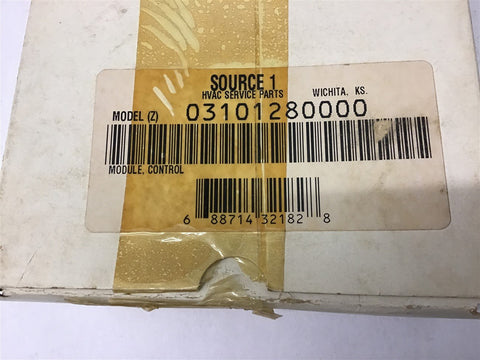 SOURCE 1
HVAC SERVICE PARTS WICHITA, KS.
MODEL (Z) 03101280000
MODULE, CONTROL
6 88714 32182 8